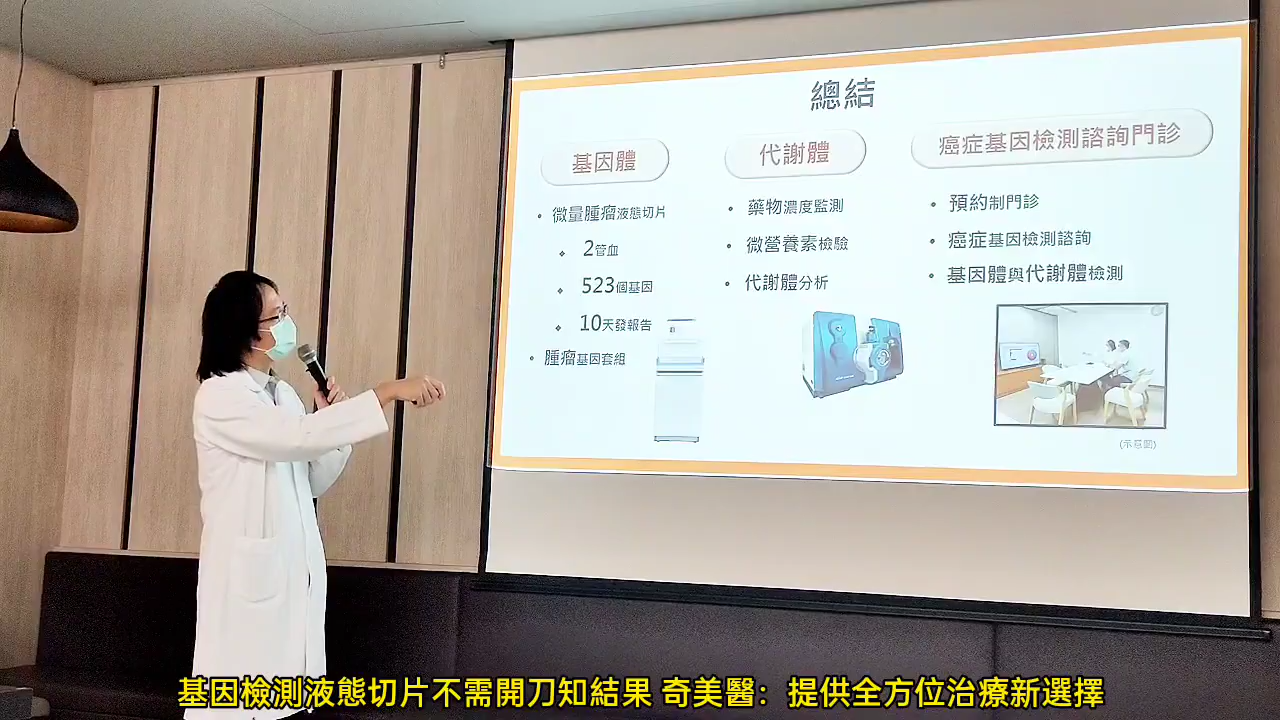 總結
基因體
• 微量腫瘤液態切片
2管血
523個基因
10天發報告
• 腫瘤基因套組
代謝體
• 藥物濃度監測
• 微營養素檢驗
• 代謝體分析
癌症基因檢測諮詢門診
• 預約制門診
• 癌症基因檢測諮詢
• 基因體與代謝體檢測
(示意圖)
基因檢測液態切片不需開刀知結果 奇美醫：提供全方位治療新選擇